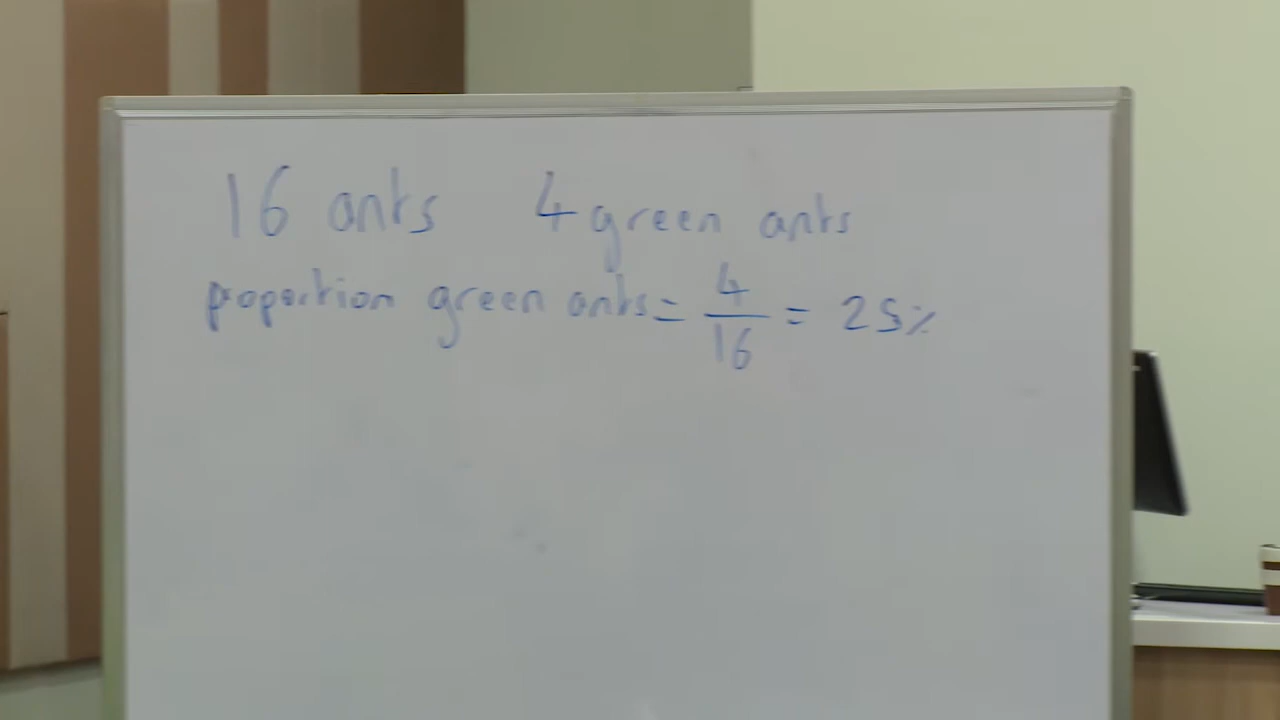 16 ants 4 green ants
proportion green ants = 4/16 = 25%